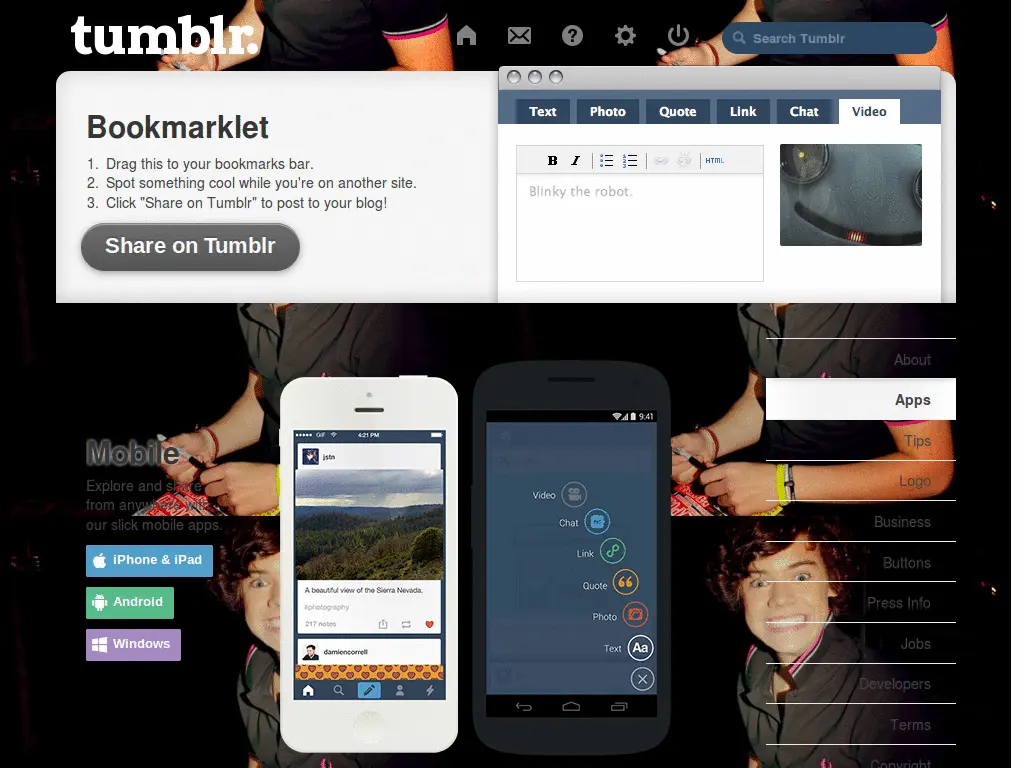 tumblr.
Search Tumblr
Bookmarklet
1. Drag this to your bookmarks bar.
2. Spot something cool while you're on another site.
3. Click "Share on Tumblr" to post to your blog!
Share on Tumblr
Text Photo Quote Link Chat Video
B I HTML
Blinky the robot.
About
Apps
Tips
Logo
Business
Buttons
Press Info
Jobs
Developers
Terms
Copyright
Mobile
Explore and share
from anywhere with
our slick mobile apps.
iPhone & iPad
Android
Windows
GIF 4:21 PM
jstn
A beautiful view of the Sierra Nevada.
#photography
217 notes
damiencorrell
9:41
Video
Chat
Link
Quote
Photo
Text Aa